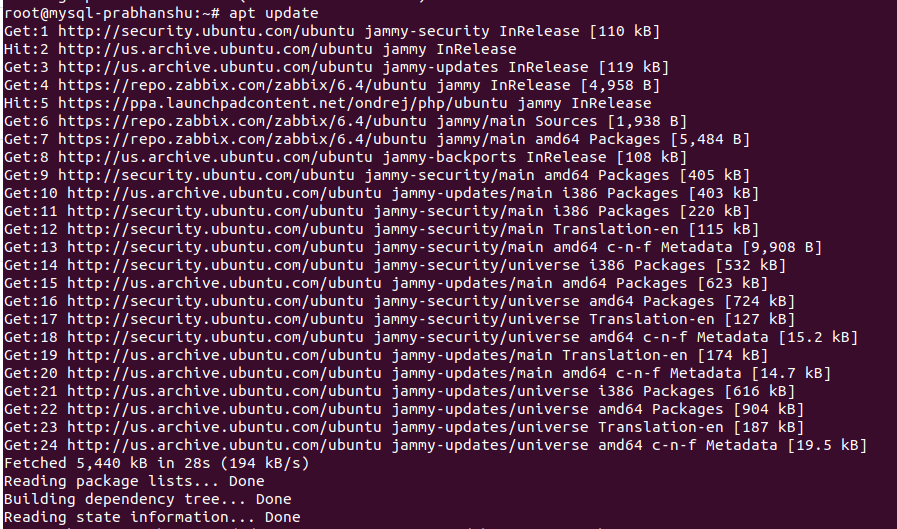 root@mysql-prabhanshu:~# apt update
Get:1 http://security.ubuntu.com/ubuntu jammy-security InRelease [110 kB]
Hit:2 http://us.archive.ubuntu.com/ubuntu jammy InRelease
Get:3 http://us.archive.ubuntu.com/ubuntu jammy-updates InRelease [119 kB]
Get:4 https://repo.zabbix.com/zabbix/6.4/ubuntu jammy InRelease [4,958 B]
Hit:5 https://ppa.launchpadcontent.net/ondrej/php/ubuntu jammy InRelease
Get:6 https://repo.zabbix.com/zabbix/6.4/ubuntu jammy/main Sources [1,938 B]
Get:7 https://repo.zabbix.com/zabbix/6.4/ubuntu jammy/main amd64 Packages [5,484 B]
Get:8 http://us.archive.ubuntu.com/ubuntu jammy-backports InRelease [108 kB]
Get:9 http://security.ubuntu.com/ubuntu jammy-security/main amd64 Packages [405 kB]
Get:10 http://us.archive.ubuntu.com/ubuntu jammy-updates/main i386 Packages [403 kB]
Get:11 http://security.ubuntu.com/ubuntu jammy-security/main i386 Packages [220 kB]
Get:12 http://security.ubuntu.com/ubuntu jammy-security/main Translation-en [115 kB]
Get:13 http://security.ubuntu.com/ubuntu jammy-security/main amd64 c-n-f Metadata [9,908 B]
Get:14 http://security.ubuntu.com/ubuntu jammy-security/universe i386 Packages [532 kB]
Get:15 http://us.archive.ubuntu.com/ubuntu jammy-updates/main amd64 Packages [623 kB]
Get:16 http://security.ubuntu.com/ubuntu jammy-security/universe amd64 Packages [724 kB]
Get:17 http://security.ubuntu.com/ubuntu jammy-security/universe Translation-en [127 kB]
Get:18 http://security.ubuntu.com/ubuntu jammy-security/universe amd64 c-n-f Metadata [15.2 kB]
Get:19 http://us.archive.ubuntu.com/ubuntu jammy-updates/main Translation-en [174 kB]
Get:20 http://us.archive.ubuntu.com/ubuntu jammy-updates/main amd64 c-n-f Metadata [14.7 kB]
Get:21 http://us.archive.ubuntu.com/ubuntu jammy-updates/universe i386 Packages [616 kB]
Get:22 http://us.archive.ubuntu.com/ubuntu jammy-updates/universe amd64 Packages [904 kB]
Get:23 http://us.archive.ubuntu.com/ubuntu jammy-updates/universe Translation-en [187 kB]
Get:24 http://us.archive.ubuntu.com/ubuntu jammy-updates/universe amd64 c-n-f Metadata [19.5 kB]
Fetched 5,440 kB in 28s (194 kB/s)
Reading package lists... Done
Building dependency tree... Done
Reading state information... Done